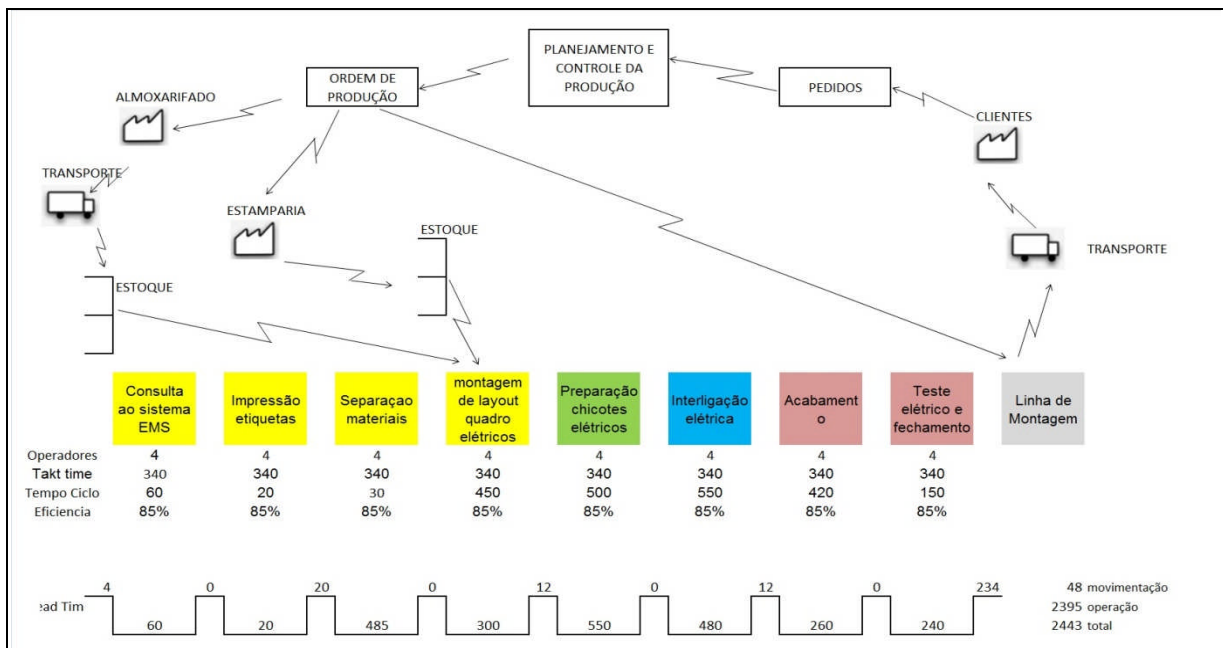 PLANEJAMENTO E
CONTROLE DA
PRODUÇÃO
ORDEM DE
PRODUÇÃO
PEDIDOS
ALMOXARIFADO
CLIENTES
TRANSPORTE
ESTAMPARIA
ESTOQUE
TRANSPORTE
ESTOQUE
Consulta
ao sistema
EMS
Impressão
etiquetas
Separaçao
materiais
montagem
de layout
quadro
elétricos
Preparação
chicotes
elétricos
Interligação
elétrica
Acabament
o
Teste
elétrico e
fechamento
Linha de
Montagem
Operadores 4 4 4 4 4 4 4 4
Takt time 340 340 340 340 340 340 340 340
Tempo Ciclo 60 20 30 450 500 550 420 150
Eficiencia 85% 85% 85% 85% 85% 85% 85% 85%
4 0 20 0 12 0 12 0 234 48 movimentação
ead Tim 2395 operação
60 20 485 300 550 480 260 240 2443 total